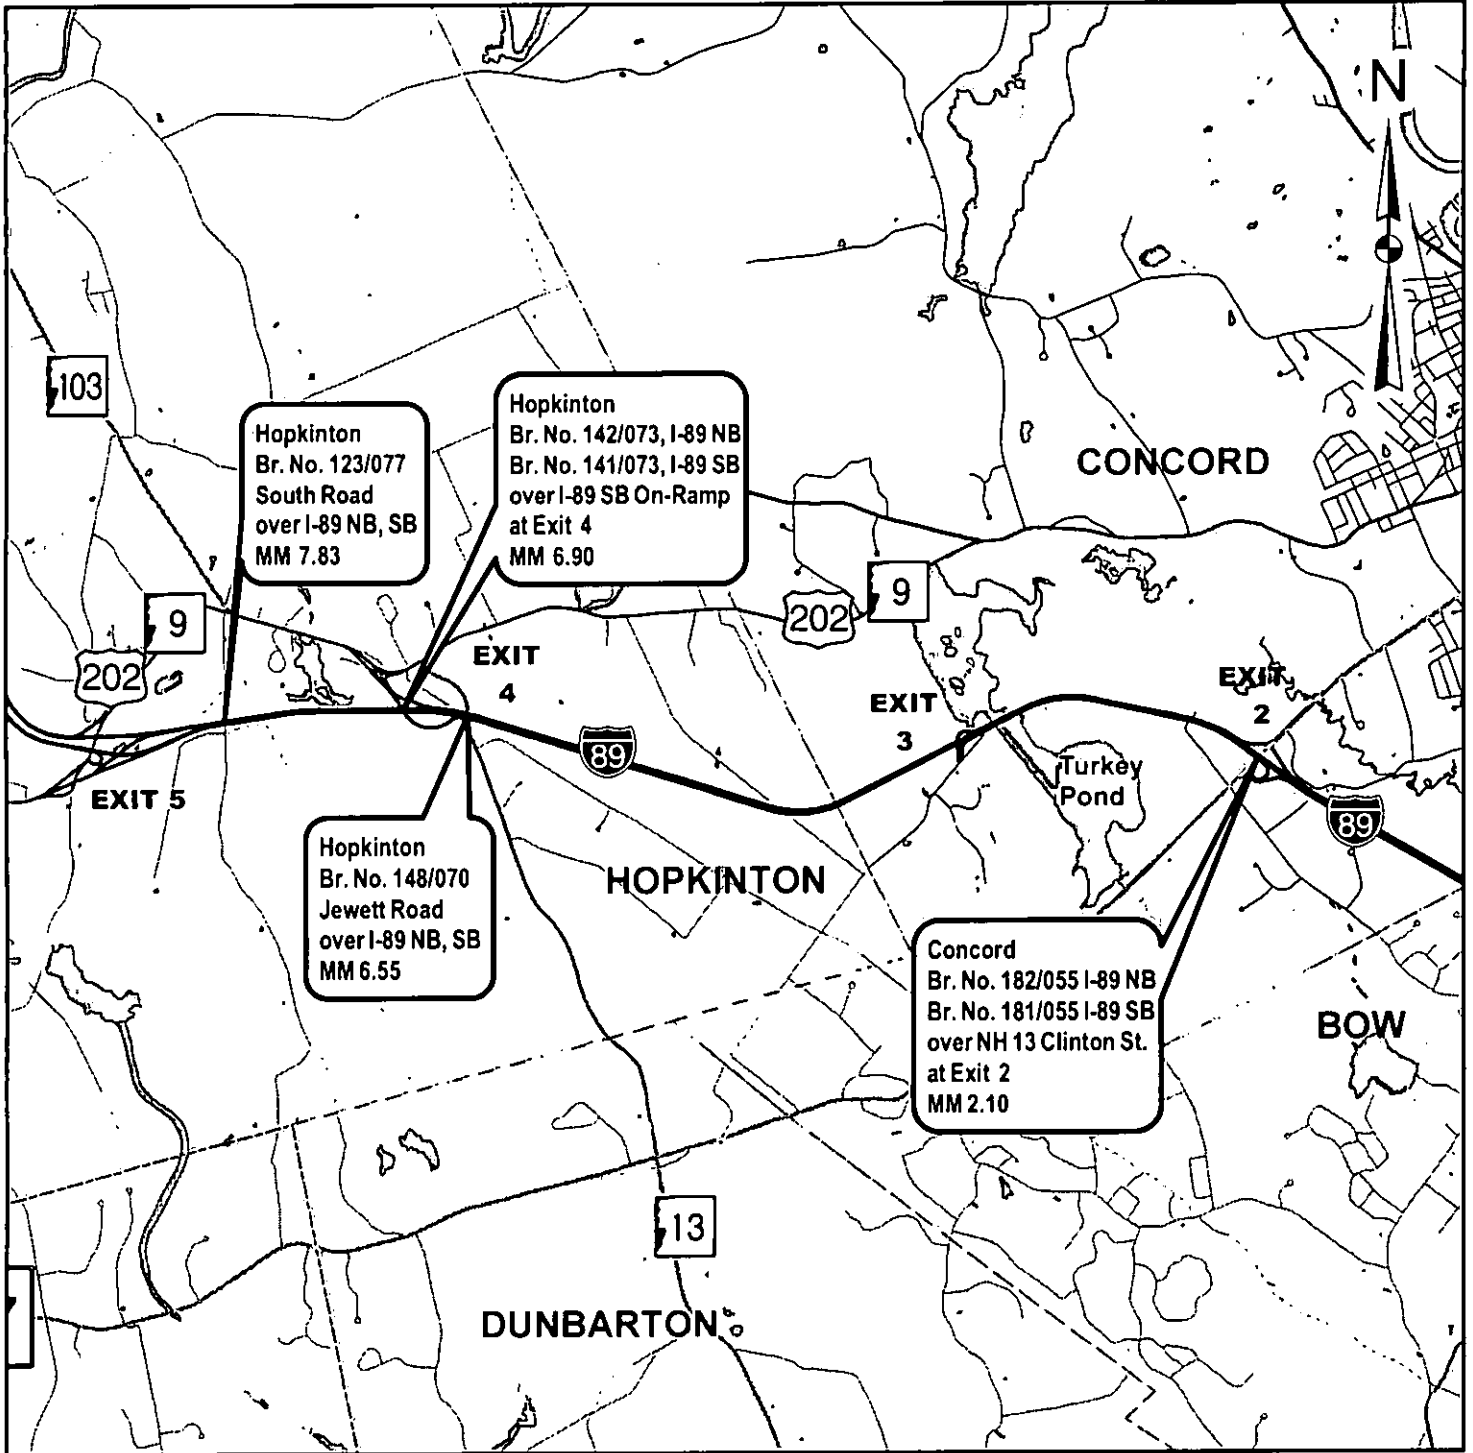 N
103
Hopkinton
Br. No. 123/077
South Road
over I-89 NB, SB
MM 7.83
Hopkinton
Br. No. 142/073, I-89 NB
Br. No. 141/073, I-89 SB
over I-89 SB On-Ramp
at Exit 4
MM 6.90
CONCORD
9
202
EXIT
4
202
9
EXIT
3
EXIT
2
89
EXIT 5
Turkey
Pond
89
Hopkinton
Br. No. 148/070
Jewett Road
over I-89 NB, SB
MM 6.55
HOPKINTON
Concord
Br. No. 182/055 I-89 NB
Br. No. 181/055 I-89 SB
over NH 13 Clinton St.
at Exit 2
MM 2.10
BOW
13
DUNBARTON